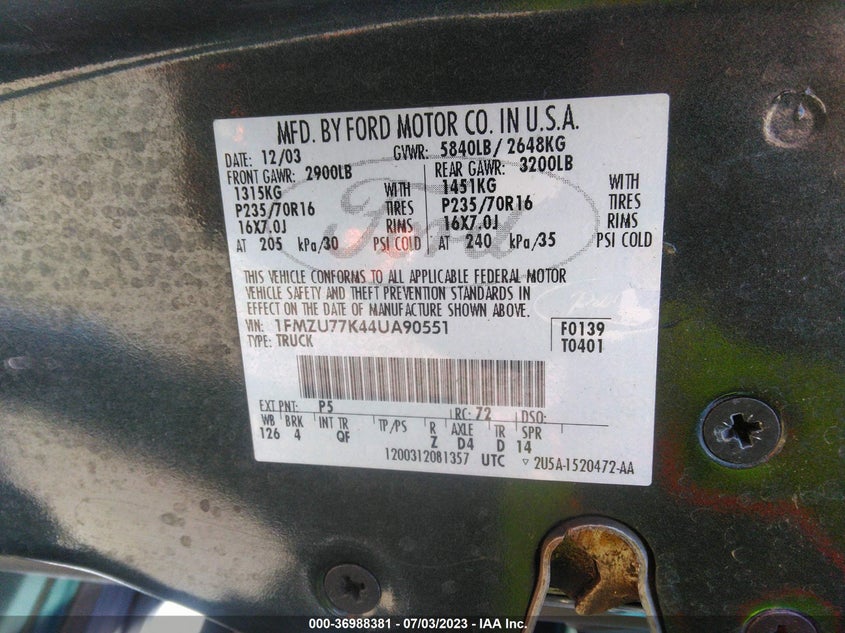 MFD. BY FORD MOTOR CO. IN U.S.A.
DATE: 12/03 GVWR: 5840LB/ 2648KG
FRONT GAWR: 2900LB REAR GAWR: 3200LB
1315KG WITH 1451KG WITH
P235/70R16 TIRES P235/70R16 TIRES
16X7.0J RIMS 16X7.0J RIMS
AT 205 kPa/30 PSI COLD AT 240 kPa/35 PSI COLD
Ford
THIS VEHICLE CONFORMS TO ALL APPLICABLE FEDERAL MOTOR
VEHICLE SAFETY AND THEFT PREVENTION STANDARDS IN
EFFECT ON THE DATE OF MANUFACTURE SHOWN ABOVE.
VIN: 1FMZU77K44UA90551 F0139
TYPE: TRUCK T0401
EXT PNT: P5 RC: 72 DSO:
WB BRK INT TR TP/PS R AXLE TR SPR
126 4 QF Z D4 D 14
1200312081357 UTC ▿ 2U5A-1520472-AA
000-36988381 - 07/03/2023 - IAA Inc.